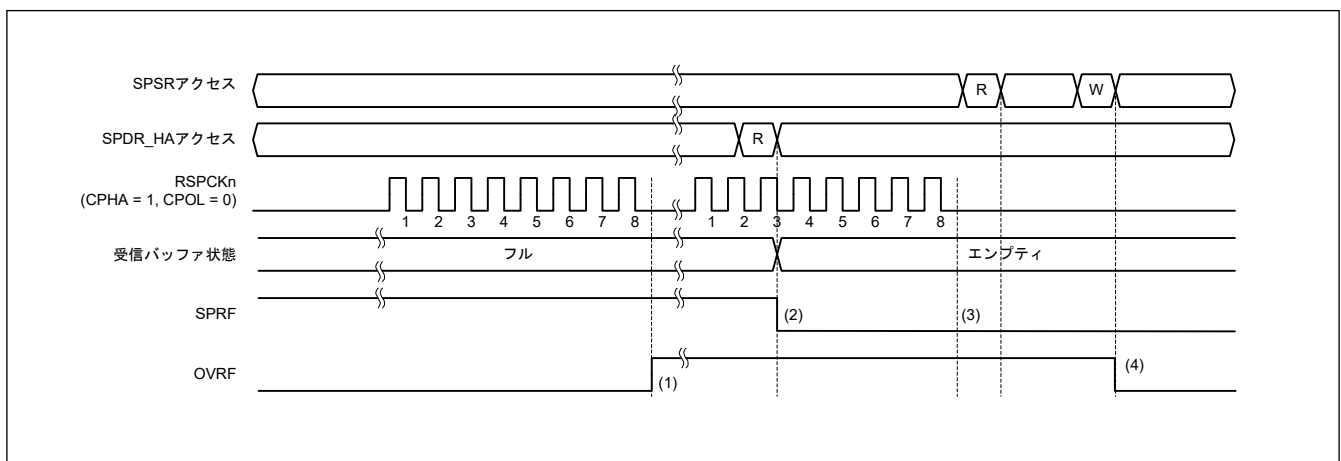 SPSRアクセス
R
W
SPDR_HAアクセス
R
RSPCKn
(CPHA = 1, CPOL = 0)
1 2 3 4 5 6 7 8 1 2 3 4 5 6 7 8
受信バッファ状態
フル
エンプティ
SPRF
(2)
(3)
OVRF
(1)
(4)